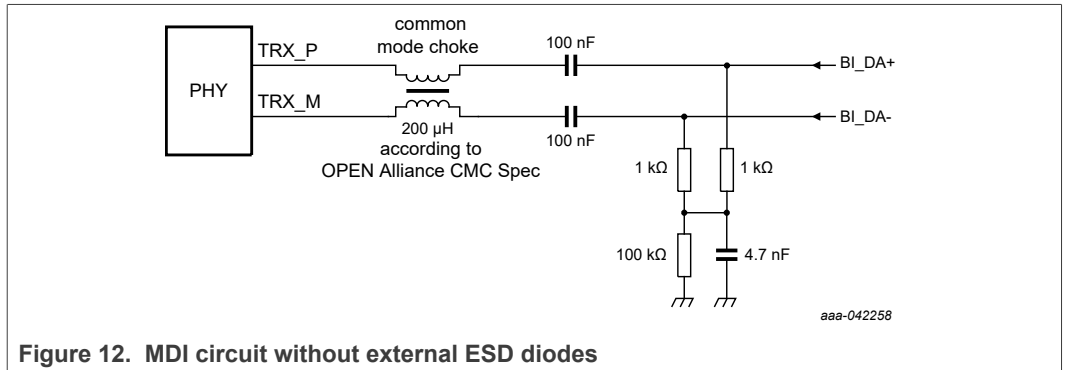 common
mode choke
TRX_P
100 nF
BI_DA+
PHY
TRX_M
BI_DA-
200 µH
100 nF
according to
OPEN Alliance CMC Spec
1 kΩ
1 kΩ
100 kΩ
4.7 nF
aaa-042258
Figure 12. MDI circuit without external ESD diodes